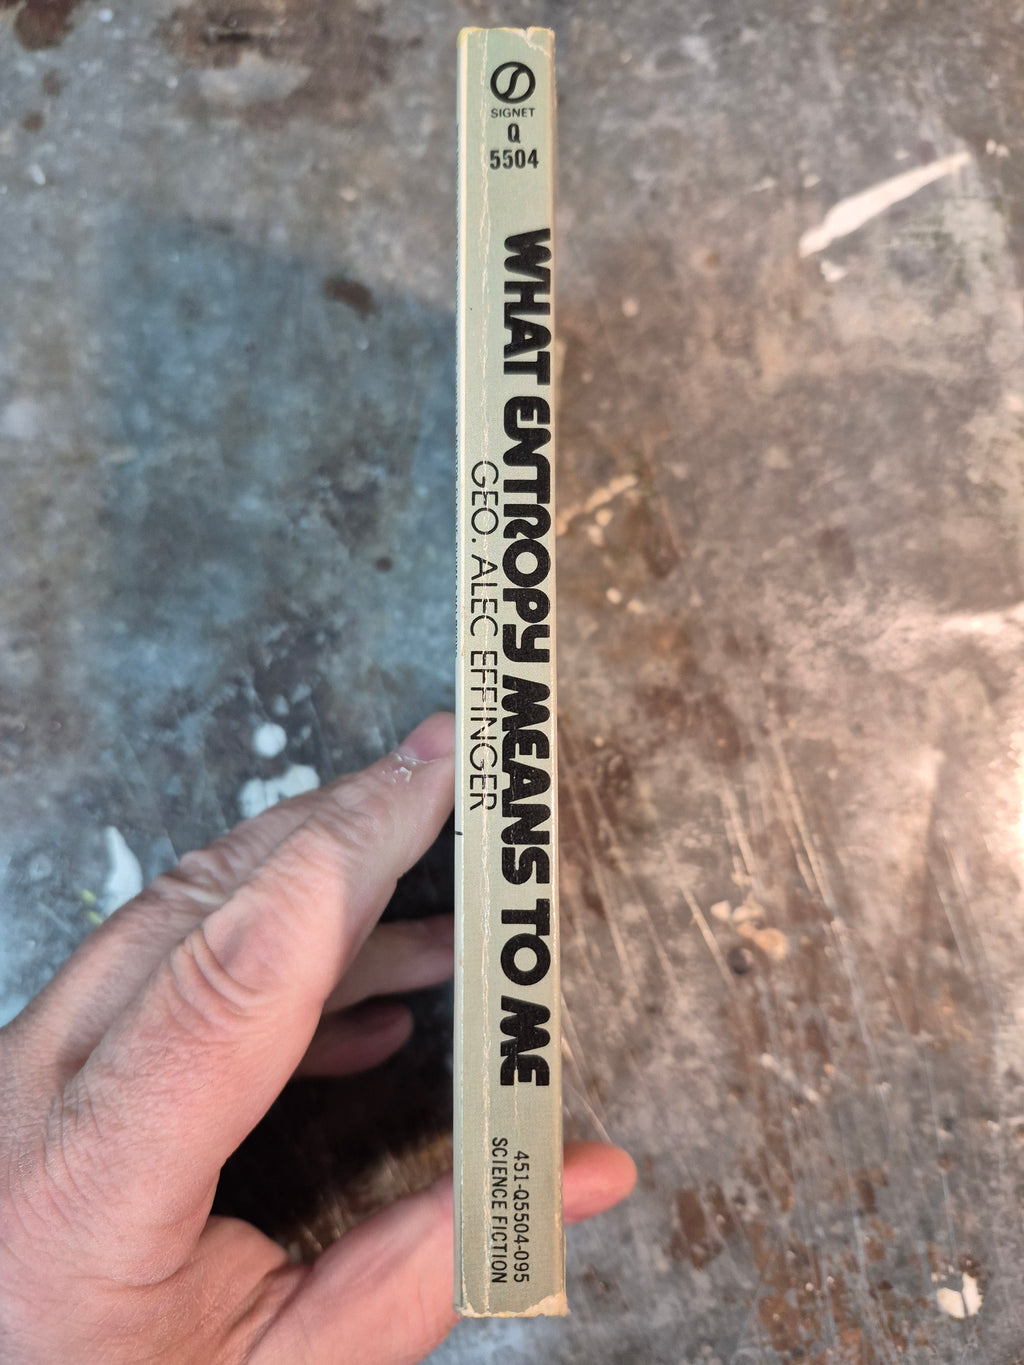 SIGNET
Q
5504
WHAT ENTROPY MEANS TO ME
GEO. ALEC EFFINGER
451-Q5504-095
SCIENCE FICTION